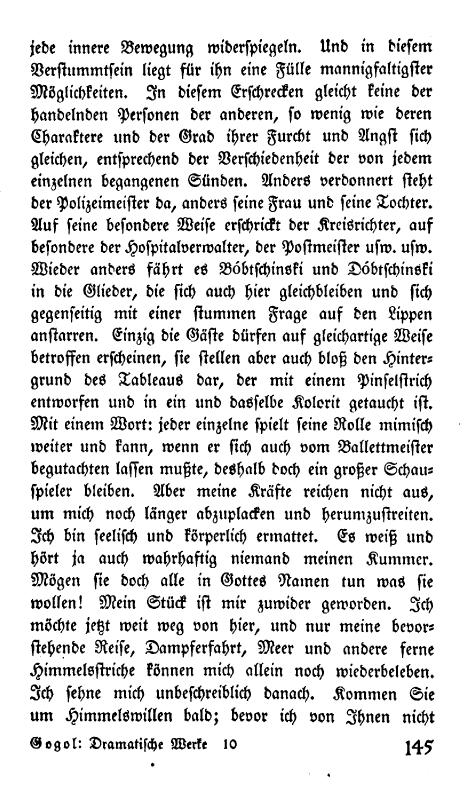 jede innere Bewegung widerspiegeln. Und in diesem
Verstummtsein liegt für ihn eine Fülle mannigfaltigster
Möglichkeiten. In diesem Erschrecken gleicht keine der
handelnden Personen der anderen, so wenig wie deren
Charaktere und der Grad ihrer Furcht und Angst sich
gleichen, entsprechend der Verschiedenheit der von jedem
einzelnen begangenen Sünden. Anders verdonnert steht
der Polizeimeister da, anders seine Frau und seine Tochter.
Auf seine besondere Weise erschrickt der Kreisrichter, auf
besondere der Hospitalverwalter, der Postmeister usw. usw.
Wieder anders fährt es Bóbtschinski und Dóbtschinski
in die Glieder, die sich auch hier gleichbleiben und sich
gegenseitig mit einer stummen Frage auf den Lippen
anstarren. Einzig die Gäste dürfen auf gleichartige Weise
betroffen erscheinen, sie stellen aber auch bloß den Hinter-
grund des Tableaus dar, der mit einem Pinselstrich
entworfen und in ein und dasselbe Kolorit getaucht ist.
Mit einem Wort: jeder einzelne spielt seine Rolle mimisch
weiter und kann, wenn er sich auch vom Ballettmeister
begutachten lassen mußte, deshalb doch ein großer Schau-
spieler bleiben. Aber meine Kräfte reichen nicht aus,
um mich noch länger abzuplacken und herumzustreiten.
Ich bin seelisch und körperlich ermattet. Es weiß und
hört ja auch wahrhaftig niemand meinen Kummer.
Mögen sie doch alle in Gottes Namen tun was sie
wollen! Mein Stück ist mir zuwider geworden. Ich
möchte jetzt weit weg von hier, und nur meine bevor-
stehende Reise, Dampferfahrt, Meer und andere ferne
Himmelsstriche können mich allein noch wiederbeleben.
Ich sehne mich unbeschreiblich danach. Kommen Sie
um Himmelswillen bald; bevor ich von Ihnen nicht
Gogol: Dramatische Werke 10 145